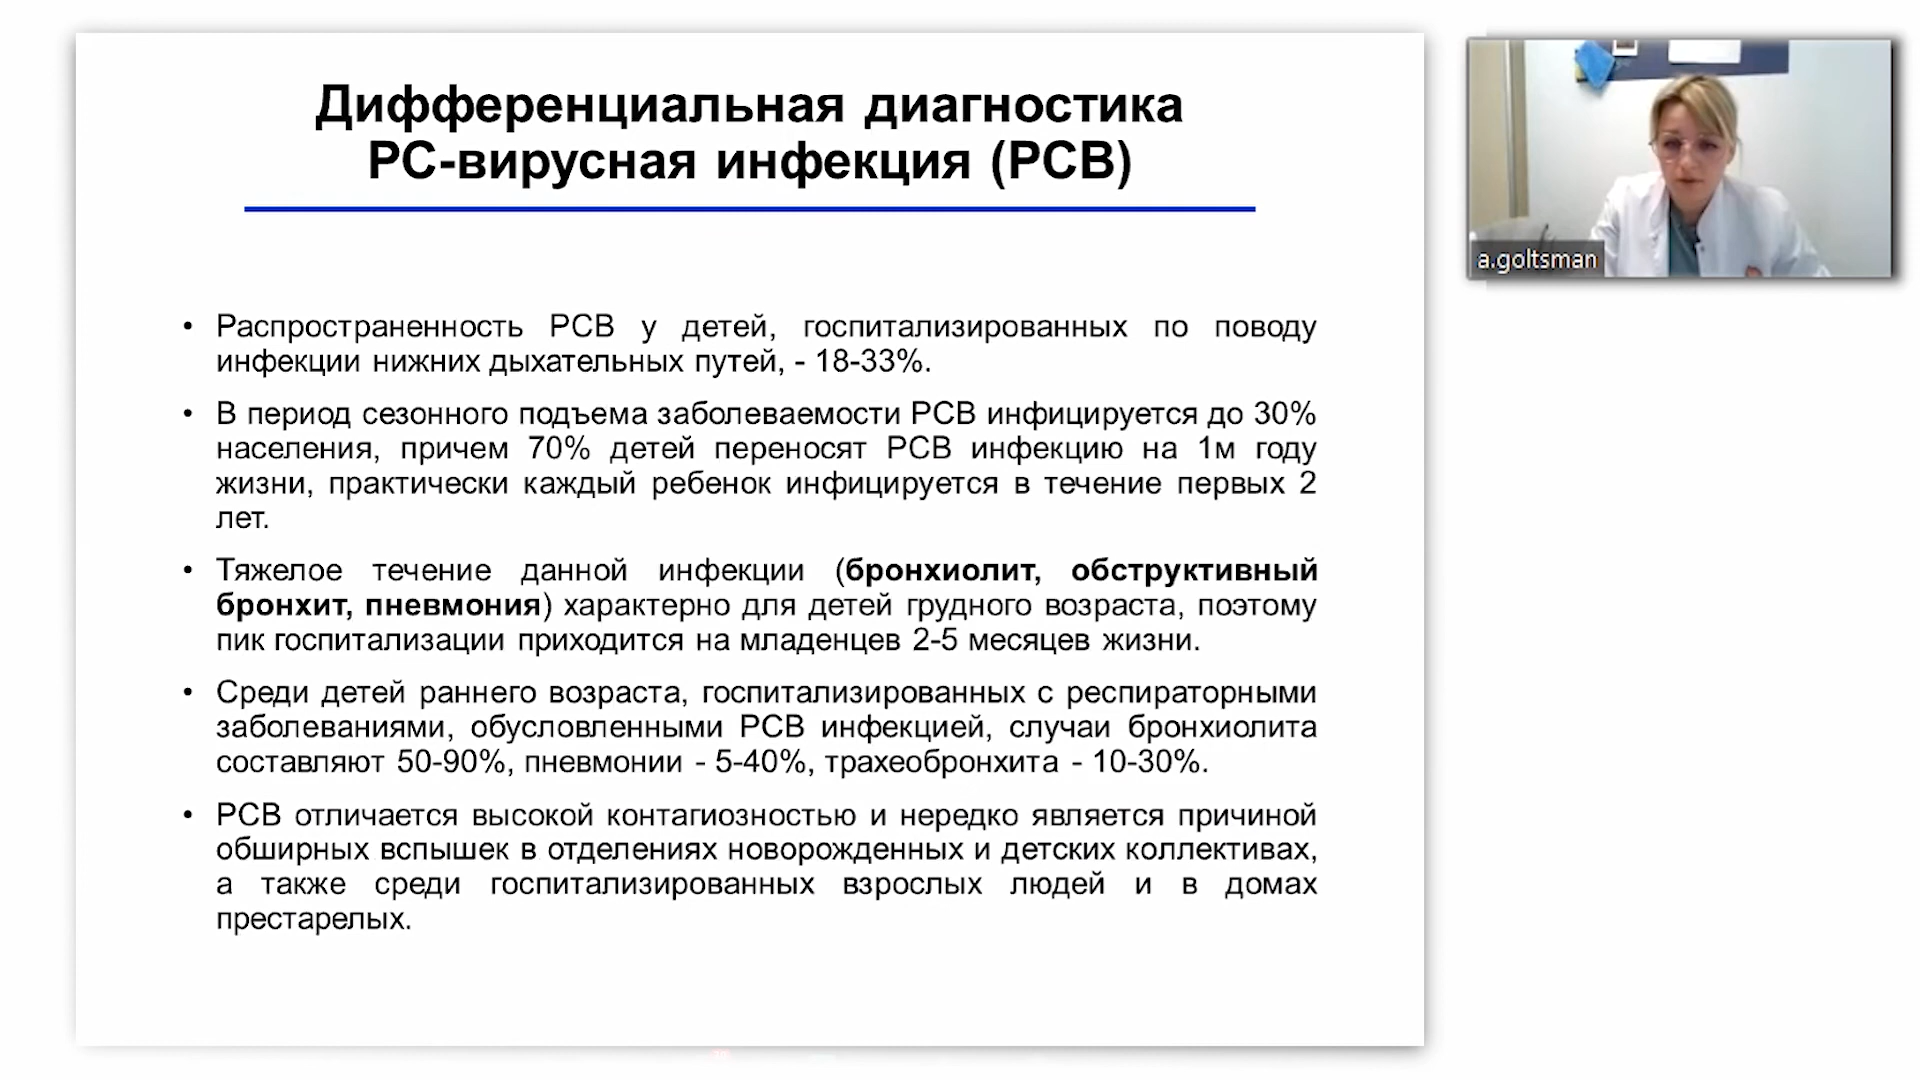 Дифференциальная диагностика
РС-вирусная инфекция (РСВ)
a.goltsman
• Распространенность РСВ у детей, госпитализированных по поводу
инфекции нижних дыхательных путей, - 18-33%.
• В период сезонного подъема заболеваемости РСВ инфицируется до 30%
населения, причем 70% детей переносят РСВ инфекцию на 1м году
жизни, практически каждый ребенок инфицируется в течение первых 2
лет.
• Тяжелое течение данной инфекции (бронхиолит, обструктивный
бронхит, пневмония) характерно для детей грудного возраста, поэтому
пик госпитализации приходится на младенцев 2-5 месяцев жизни.
• Среди детей раннего возраста, госпитализированных с респираторными
заболеваниями, обусловленными РСВ инфекцией, случаи бронхиолита
составляют 50-90%, пневмонии - 5-40%, трахеобронхита - 10-30%.
• РСВ отличается высокой контагиозностью и нередко является причиной
обширных вспышек в отделениях новорожденных и детских коллективах,
а также среди госпитализированных взрослых людей и в домах
престарелых.